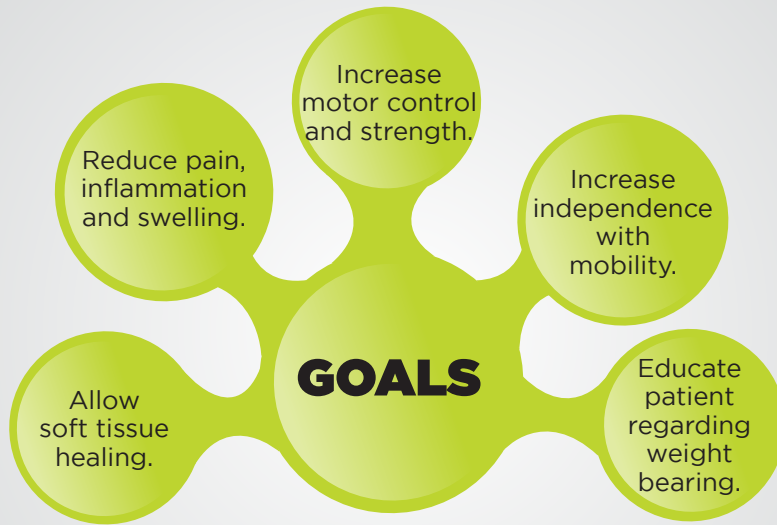 Increase
motor control
and strength.
Reduce pain,
inflammation
and swelling.
Increase
independence
with
mobility.
GOALS
Allow
soft tissue
healing.
Educate
patient
regarding
weight
bearing.